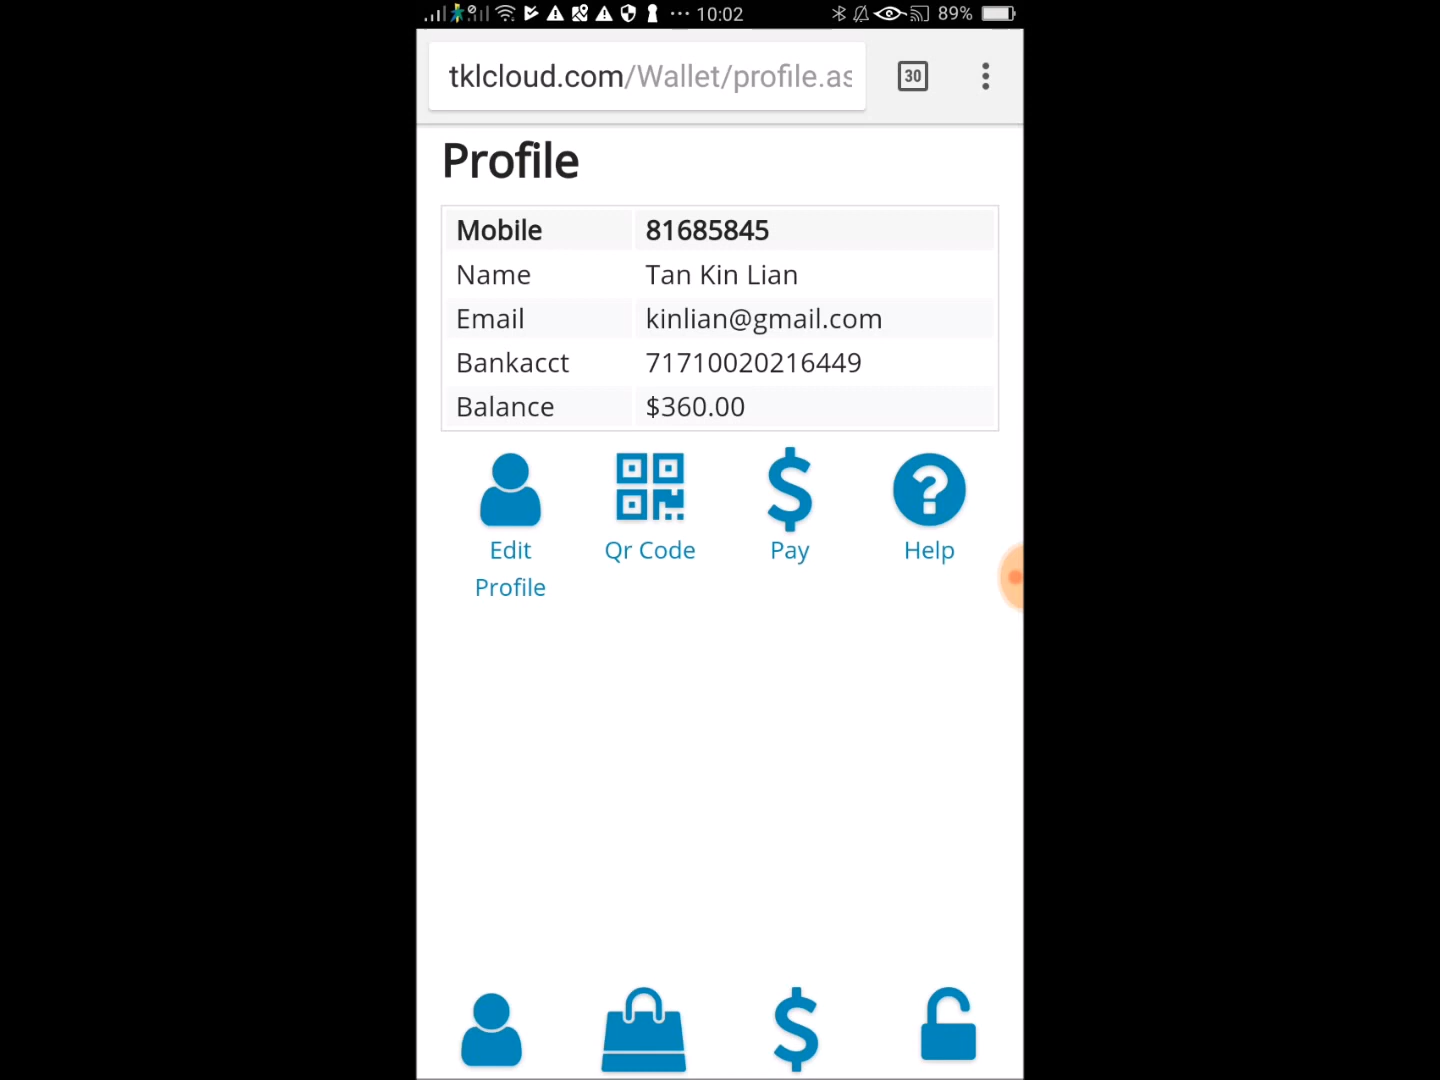 10:02
89%
tklcloud.com/Wallet/profile.as
30
Profile
Mobile 81685845
Name Tan Kin Lian
Email kinlian@gmail.com
Bankacct 71710020216449
Balance $360.00
Edit Profile
Qr Code
Pay
Help